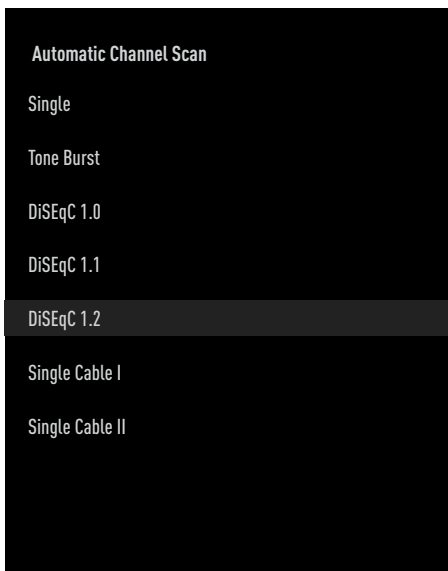 Automatic Channel Scan
Single
Tone Burst
DiSEqC 1.0
DiSEqC 1.1
DiSEqC 1.2
Single Cable I
Single Cable II